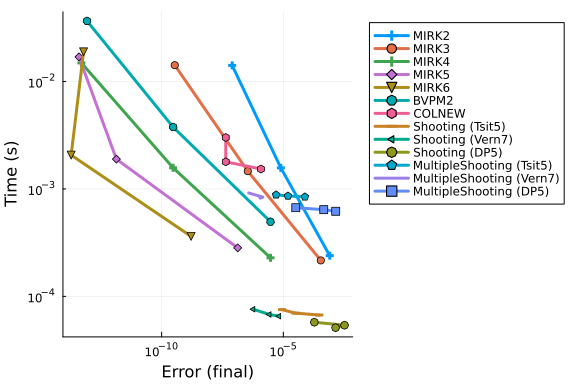 MIRK2
MIRK3
MIRK4
MIRK5
MIRK6
BVPM2
COLNEW
Shooting (Tsit5)
Shooting (Vern7)
Shooting (DP5)
MultipleShooting (Tsit5)
MultipleShooting (Vern7)
MultipleShooting (DP5)
Time (s)
10⁻²
10⁻³
10⁻⁴
10⁻¹⁰ 10⁻⁵
Error (final)